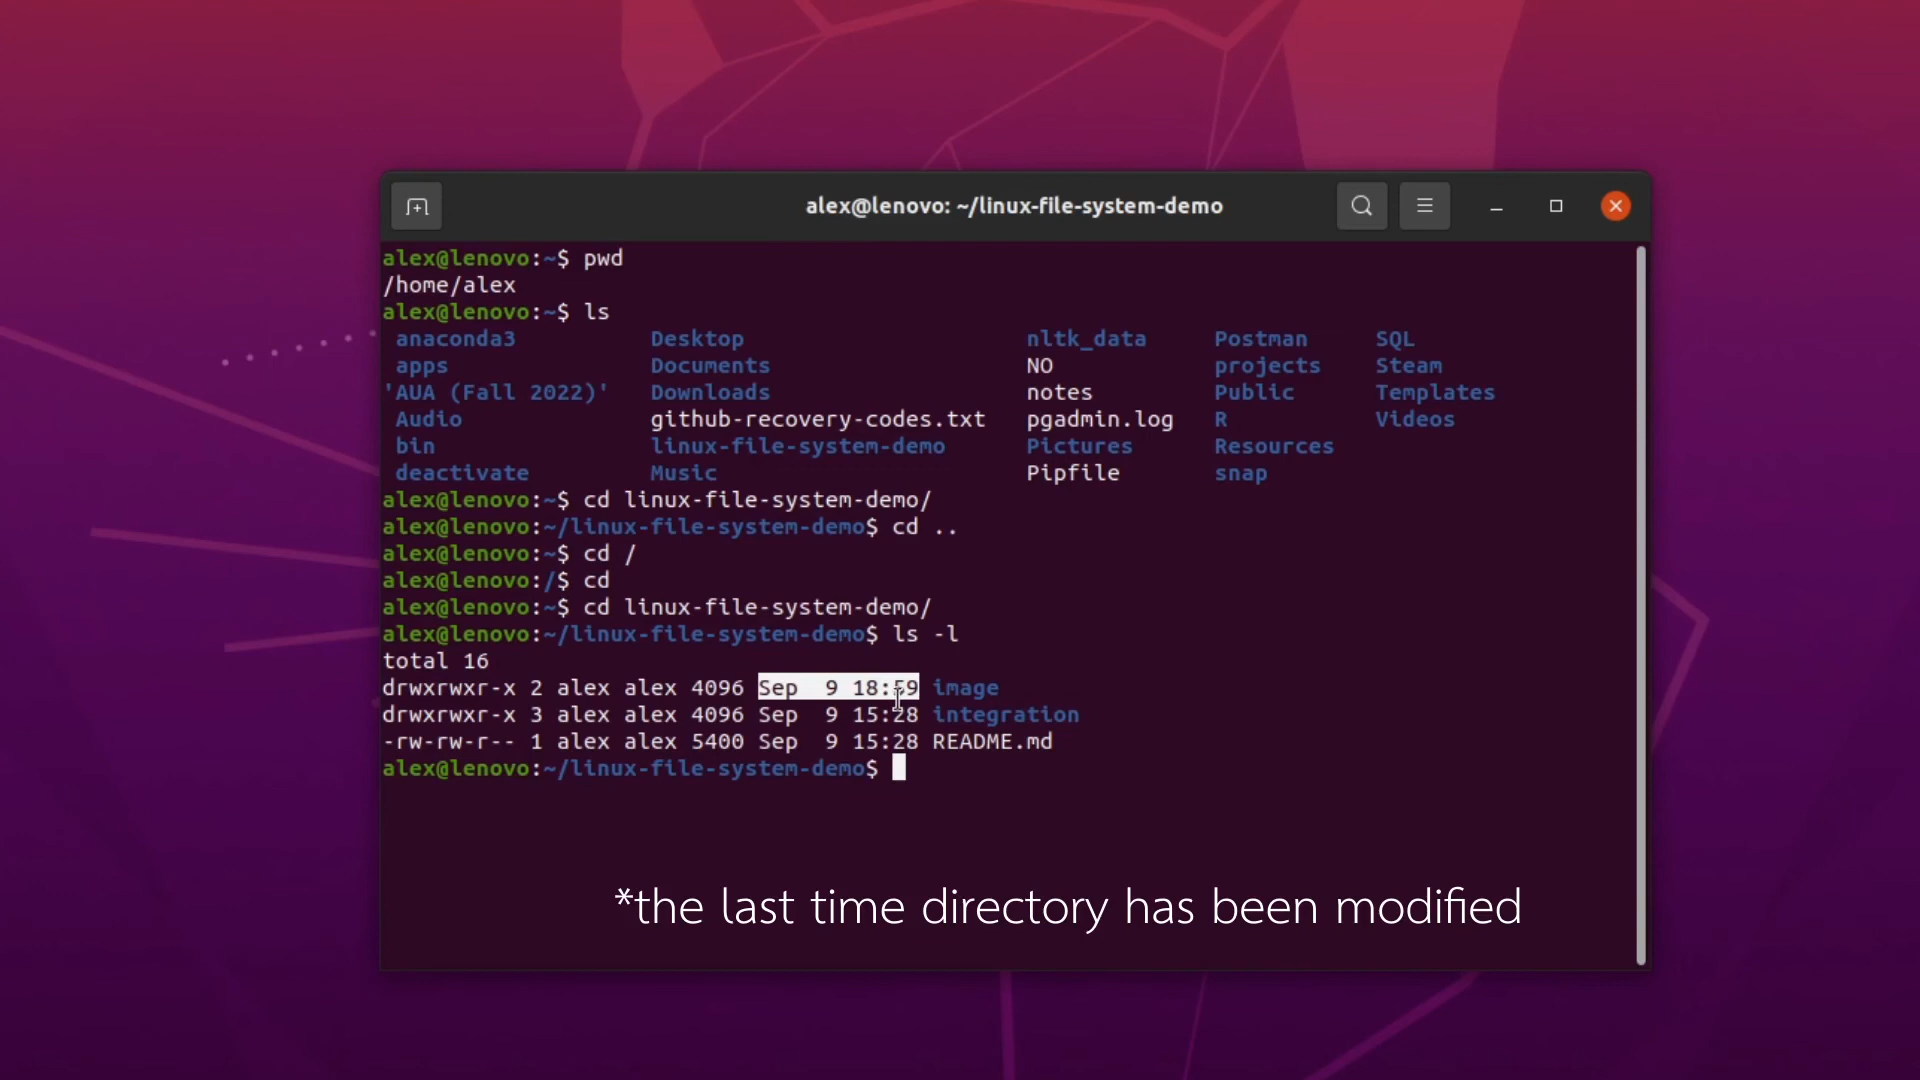 alex@lenovo: ~/linux-file-system-demo
alex@lenovo:~$ pwd
/home/alex
alex@lenovo:~$ ls
anaconda3 Desktop nltk_data Postman SQL
apps Documents NO projects Steam
'AUA (Fall 2022)' Downloads notes Public Templates
Audio github-recovery-codes.txt pgadmin.log R Videos
bin linux-file-system-demo Pictures Resources
deactivate Music Pipfile snap
alex@lenovo:~$ cd linux-file-system-demo/
alex@lenovo:~/linux-file-system-demo$ cd ..
alex@lenovo:~$ cd /
alex@lenovo:/$ cd
alex@lenovo:~$ cd linux-file-system-demo/
alex@lenovo:~/linux-file-system-demo$ ls -l
total 16
drwxrwxr-x 2 alex alex 4096 Sep  9 18:59 image
drwxrwxr-x 3 alex alex 4096 Sep  9 15:28 integration
-rw-rw-r-- 1 alex alex 5400 Sep  9 15:28 README.md
alex@lenovo:~/linux-file-system-demo$
*the last time directory has been modified